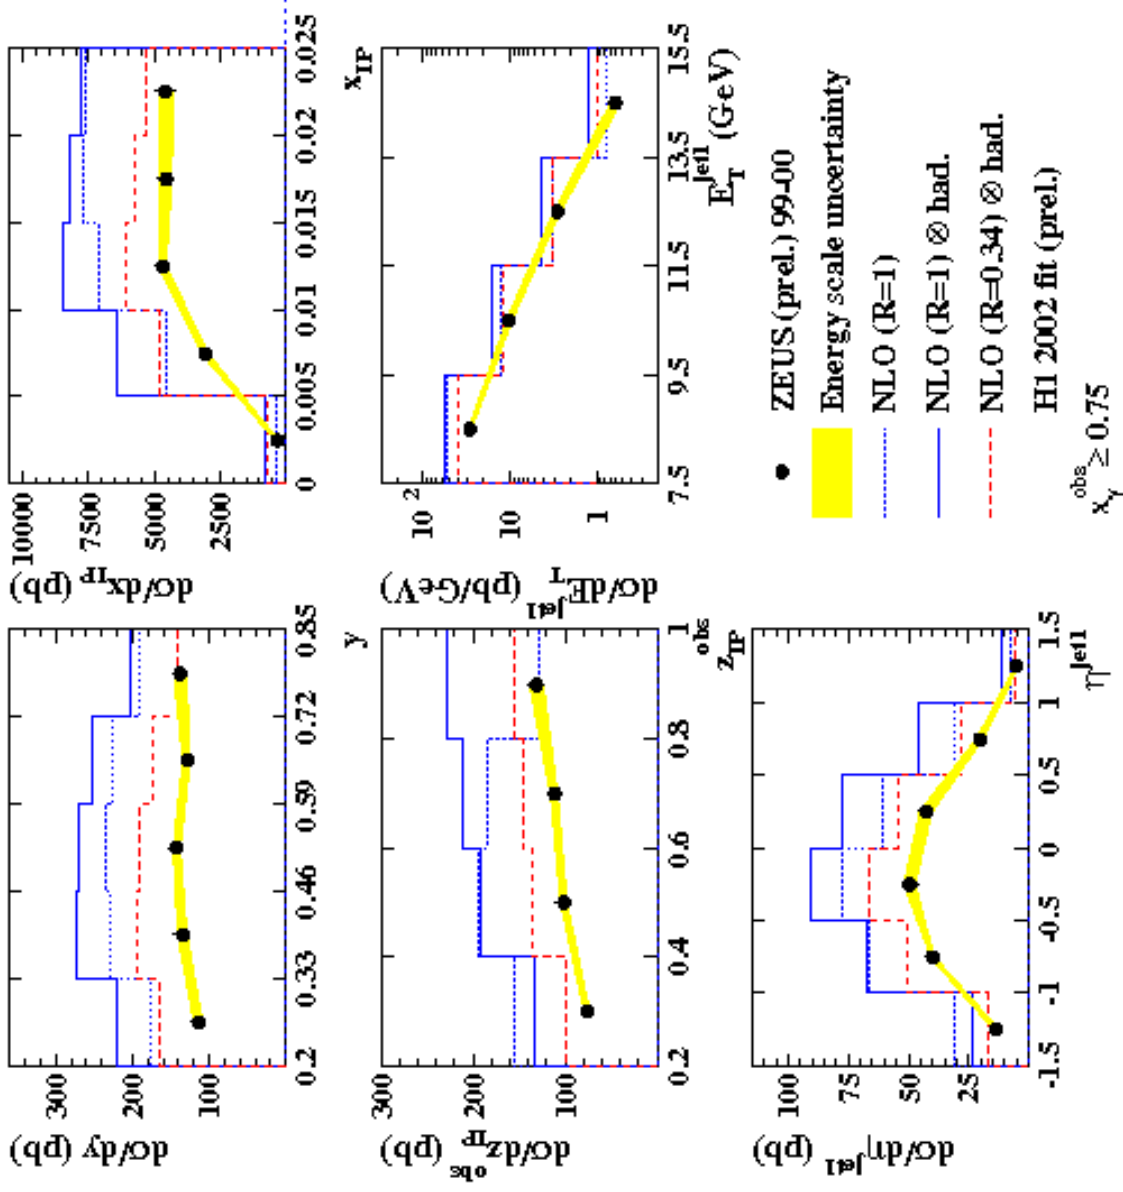 dσ/dy (pb)
300
200
100
0.2
0.33
0.46
0.59
0.72
0.85
y
dσ/dx_IP (pb)
10000
7500
5000
2500
0
0.005
0.01
0.015
0.02
0.025
x_IP
dσ/dz_IP^obs (pb)
300
200
100
0.2
0.4
0.6
0.8
1
z_IP^obs
dσ/dE_T^jet1 (pb/GeV)
10^2
10
1
7.5
9.5
11.5
13.5
15.5
E_T^jet1 (GeV)
dσ/dη^jet1 (pb)
100
75
50
25
-1.5
-1
-0.5
0
0.5
1
1.5
η^jet1
ZEUS (prel.) 99-00
Energy scale uncertainty
NLO (R=1)
NLO (R=1) ⊗ had.
NLO (R=0.34) ⊗ had.
H1 2002 fit (prel.)
x_γ^obs ≥ 0.75